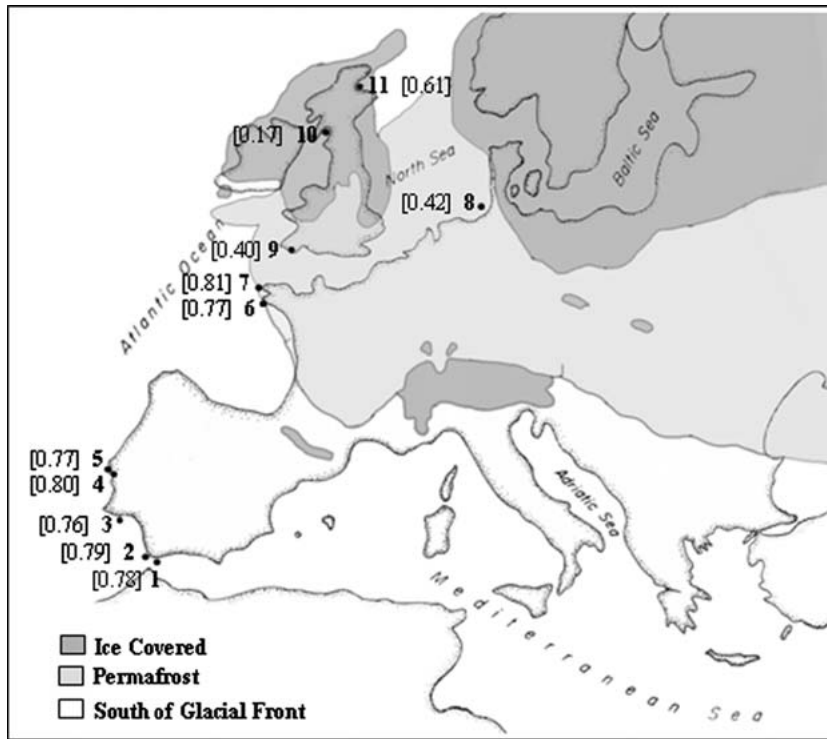 11 [0.61]
[0.17] 10
North Sea
Baltic Sea
[0.42] 8
Atlantic Ocean
[0.40] 9
[0.81] 7
[0.77] 6
[0.77] 5
[0.80] 4
[0.76] 3
[0.79] 2
[0.78] 1
Adriatic Sea
Mediterranean Sea
Ice Covered
Permafrost
South of Glacial Front